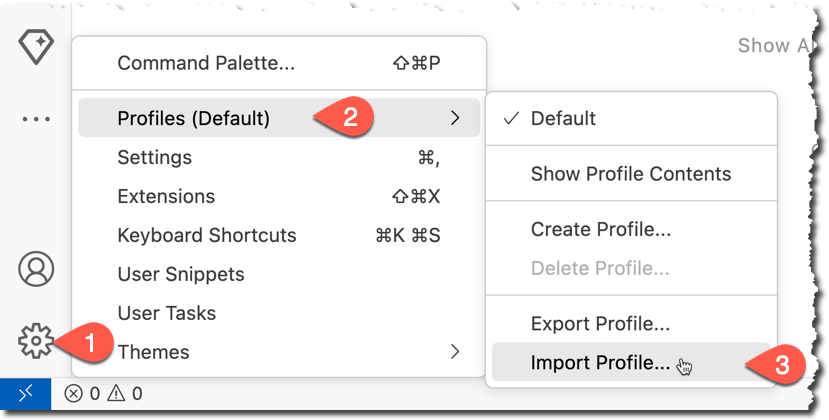 Show A
Command Palette... ⇧⌘P
Profiles (Default)
2
Default
Settings ⌘,
Show Profile Contents
Extensions ⇧⌘X
Create Profile...
Keyboard Shortcuts ⌘K ⌘S
Delete Profile...
User Snippets
User Tasks
Export Profile...
1
Themes
Import Profile...
3
0 0